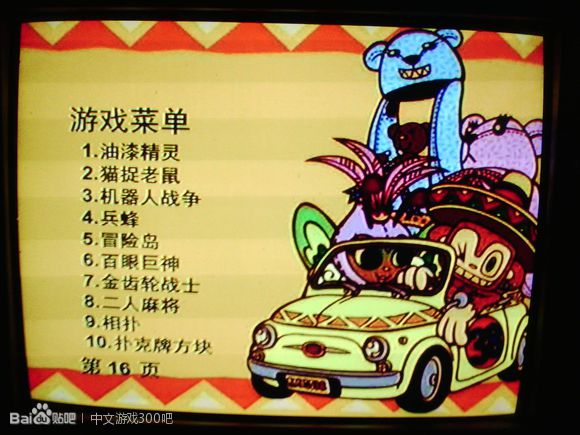 游戏菜单
1.油漆精灵
2.猫捉老鼠
3.机器人战争
4.兵蜂
5.冒险岛
6.百眼巨神
7.金齿轮战士
8.二人麻将
9.相扑
10.扑克牌方块
第 16 页
Bai 贴吧 | 中文游戏300吧